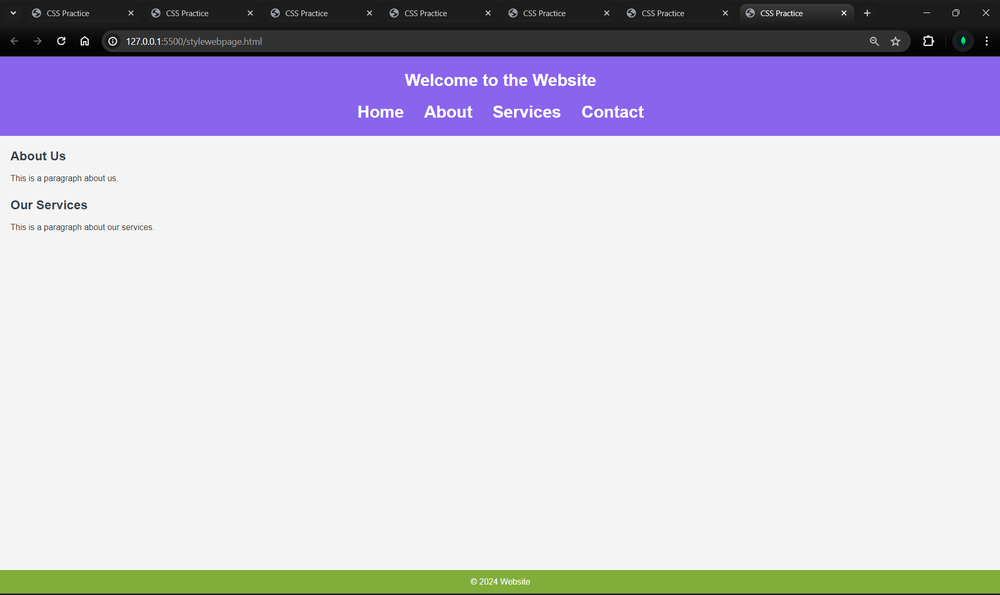 CSS Practice CSS Practice CSS Practice CSS Practice CSS Practice CSS Practice CSS Practice
127.0.0.1:5500/stylewebpage.html
Welcome to the Website
Home About Services Contact
About Us
This is a paragraph about us.
Our Services
This is a paragraph about our services.
© 2024 Website